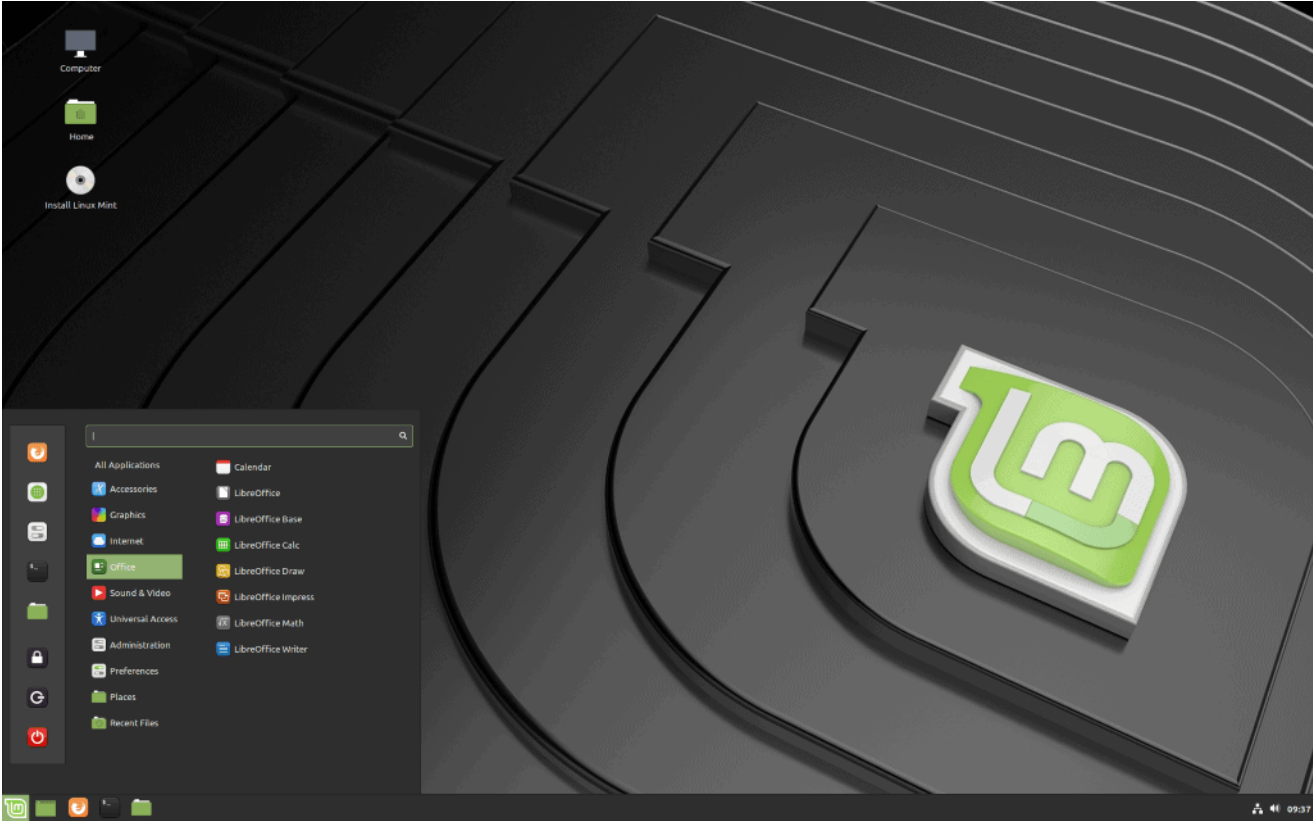 Computer
Home
Install Linux Mint
All Applications
Accessories
Graphics
Internet
Office
Sound & Video
Universal Access
Administration
Preferences
Places
Recent Files
Calendar
LibreOffice
LibreOffice Base
LibreOffice Calc
LibreOffice Draw
LibreOffice Impress
LibreOffice Math
LibreOffice Writer
09:37